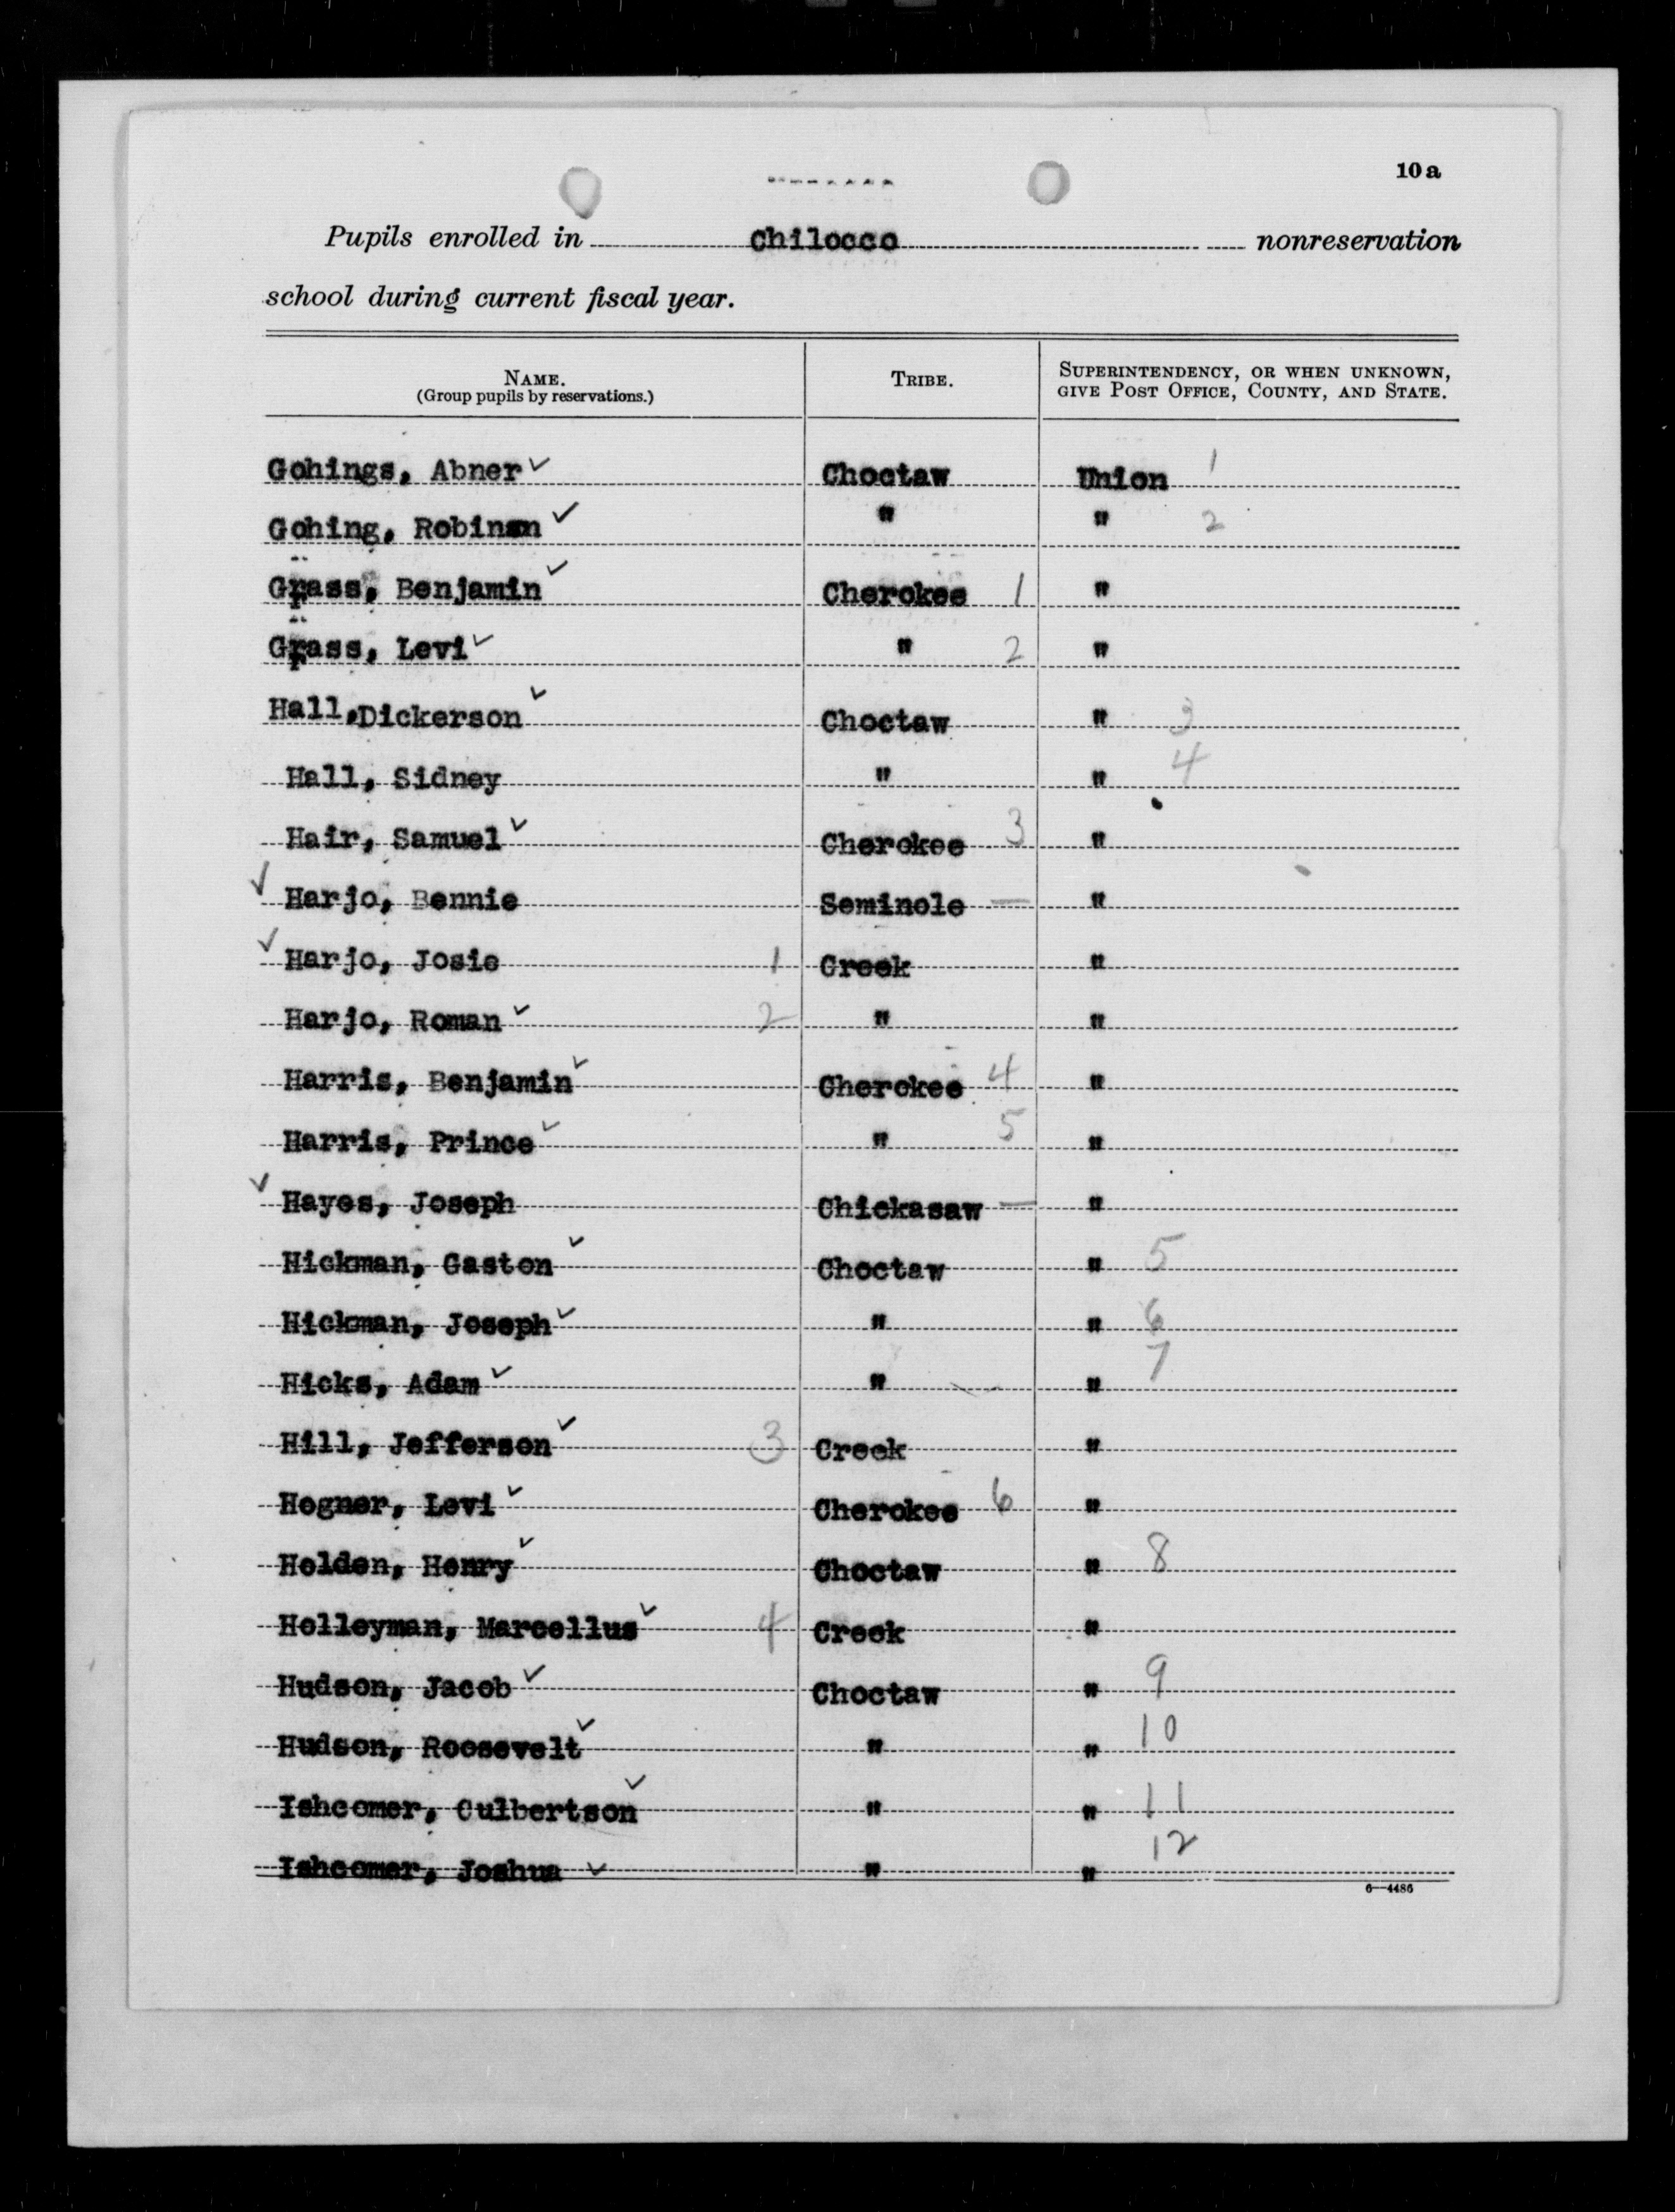 10a
Pupils enrolled in Chilocco nonreservation
school during current fiscal year.
NAME. TRIBE. SUPERINTENDENCY, OR WHEN UNKNOWN,
(Group pupils by reservations.) GIVE POST OFFICE, COUNTY, AND STATE.
Gohings, Abner ✓ Choctaw Union 1
Gohing, Robinson ✓ " " 2
Grass, Benjamin ✓ Cherokee 1 "
Grass, Levi ✓ " 2 "
Hall, Dickerson ✓ Choctaw " 3
Hall, Sidney " " 4
Hair, Samuel ✓ Cherokee 3 "
✓ Harjo, Bennie Seminole — "
✓ Harjo, Josie 1 Creek "
Harjo, Roman ✓ 2 " "
Harris, Benjamin ✓ Cherokee 4 "
Harris, Prince ✓ " 5 "
✓ Hayes, Joseph Chickasaw — "
Hickman, Gaston ✓ Choctaw " 5
Hickman, Joseph ✓ " " 6
Hicks, Adam ✓ " " 7
Hill, Jefferson ✓ 3 Creek "
Hogner, Levi ✓ Cherokee 6 "
Holden, Henry ✓ Choctaw " 8
Holleyman, Marcellus ✓ 4 Creek "
Hudson, Jacob ✓ Choctaw " 9
Hudson, Roosevelt ✓ " " 10
Ishcomer, Culbertson ✓ " " 11
Ishcomer, Joshua ✓ " " 12
6—4486